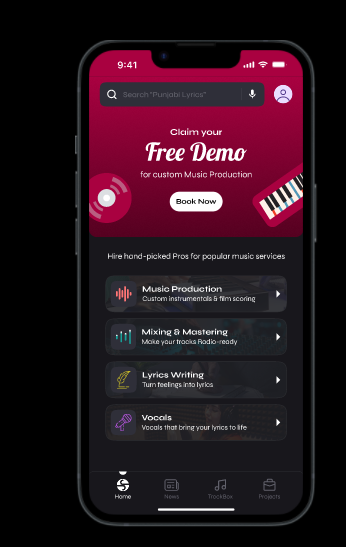 9:41
Search "Punjabi Lyrics"
Claim your
Free Demo
for custom Music Production
Book Now
Hire hand-picked Pros for popular music services
Music Production
Custom instrumentals & film scoring
Mixing & Mastering
Make your tracks Radio-ready
Lyrics Writing
Turn feelings into lyrics
Vocals
Vocals that bring your lyrics to life
Home
News
TrackBox
Projects